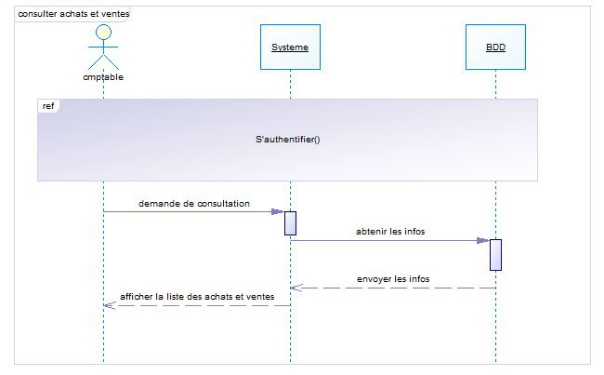 consulter achats et ventes
cmptable
Systeme
BDD
ref
S'authentifier()
demande de consultation
abtenir les infos
envoyer les infos
afficher la liste des achats et ventes